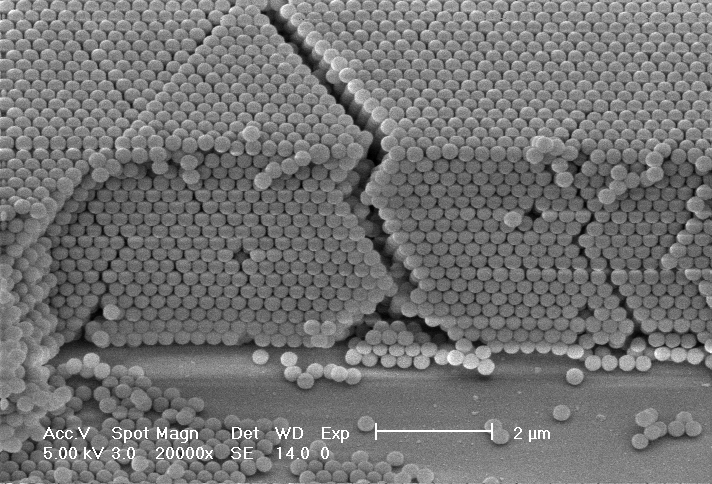 Acc.V Spot Magn Det WD Exp 2 µm
5.00 kV 3.0 20000x SE 14.0 0